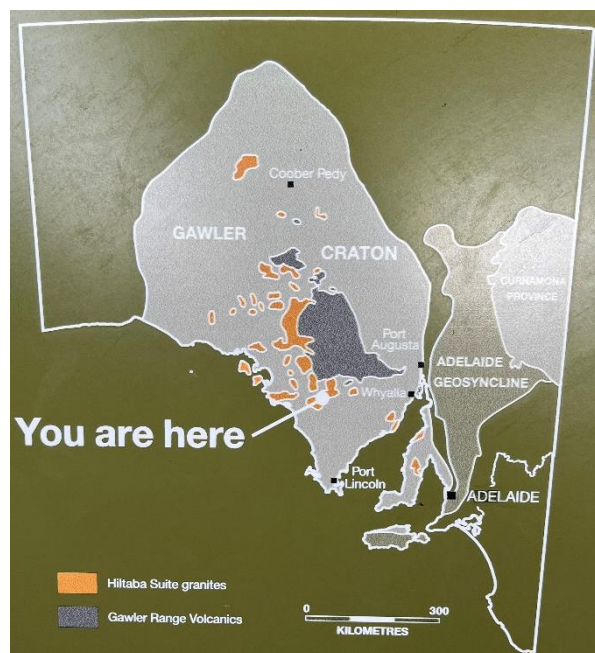 Coober Pedy
GAWLER
CRATON
CURNAMONA
PROVINCE
Port
Augusta
ADELAIDE
GEOSYNCLINE
Whyalla
You are here
Port
Lincoln
ADELAIDE
Hiltaba Suite granites
Gawler Range Volcanics
0
300
KILOMETRES